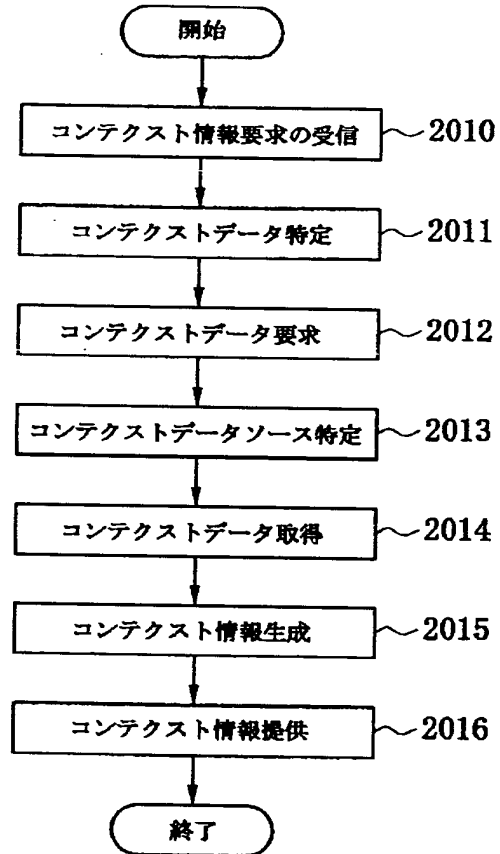 開始
コンテクスト情報要求の受信 2010
コンテクストデータ特定 2011
コンテクストデータ要求 2012
コンテクストデータソース特定 2013
コンテクストデータ取得 2014
コンテクスト情報生成 2015
コンテクスト情報提供 2016
終了